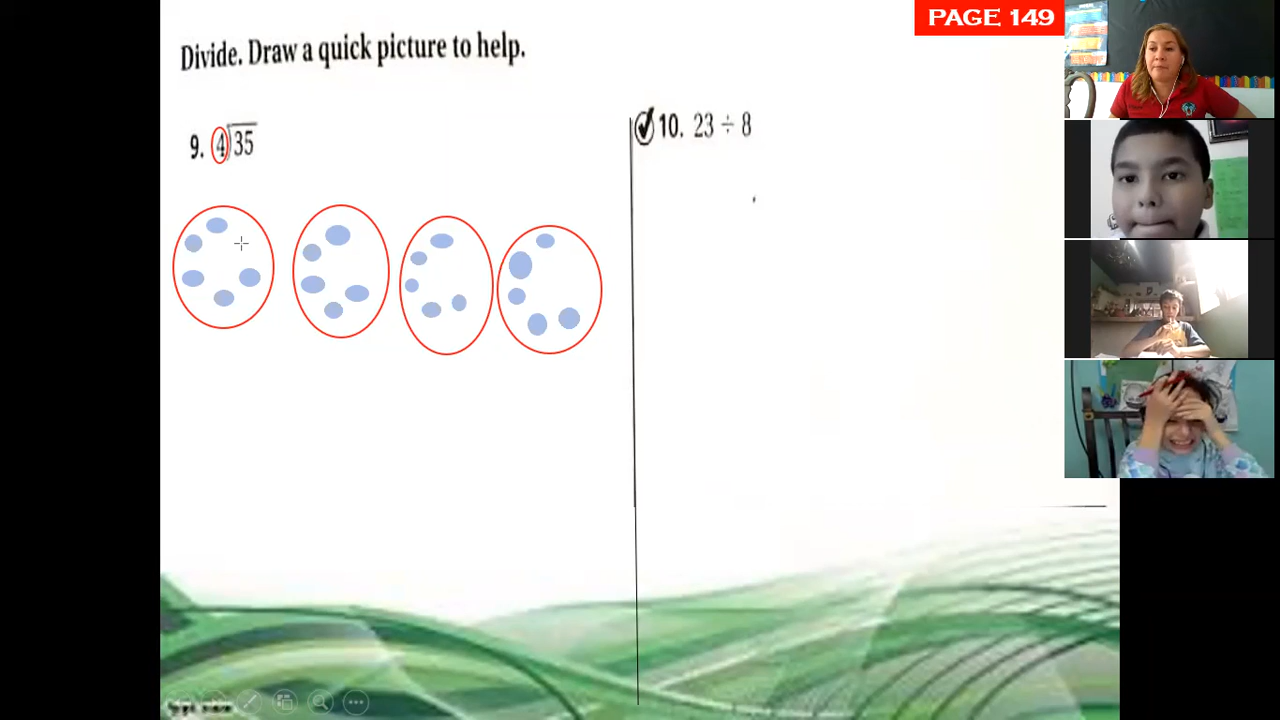 PAGE 149
Divide. Draw a quick picture to help.
9. 4⟌35
10. 23 ÷ 8